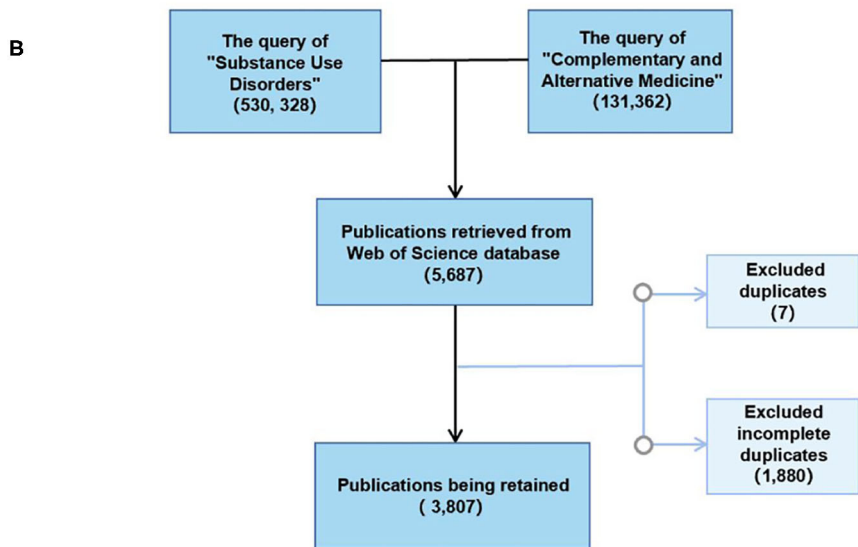 B
The query of
"Substance Use
Disorders"
(530, 328)
The query of
"Complementary and
Alternative Medicine"
(131,362)
Publications retrieved from
Web of Science database
(5,687)
Excluded
duplicates
(7)
Excluded
incomplete
duplicates
(1,880)
Publications being retained
( 3,807)